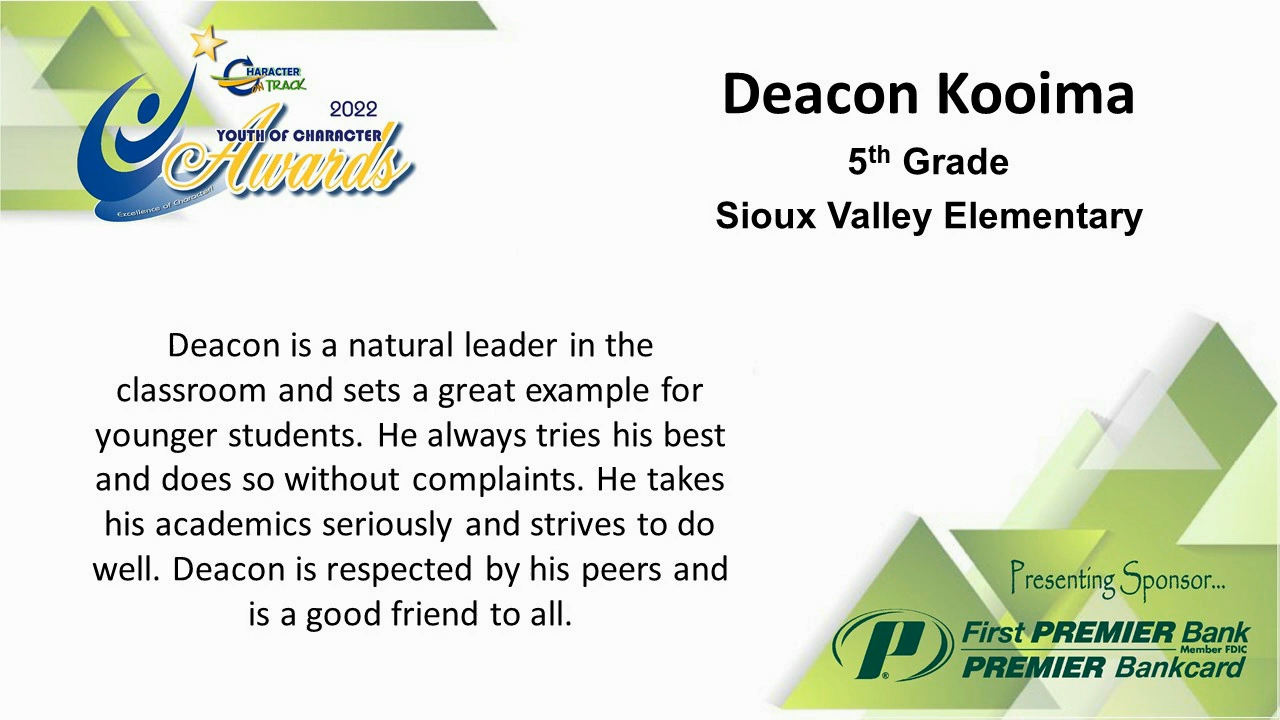 CHARACTER
ON TRACK
2022
YOUTH OF CHARACTER
Awards
Excellence of Character!
Deacon Kooima
5th Grade
Sioux Valley Elementary
Deacon is a natural leader in the
classroom and sets a great example for
younger students. He always tries his best
and does so without complaints. He takes
his academics seriously and strives to do
well. Deacon is respected by his peers and
is a good friend to all.
Presenting Sponsor...
P®
First PREMIER Bank
Member FDIC
PREMIER Bankcard